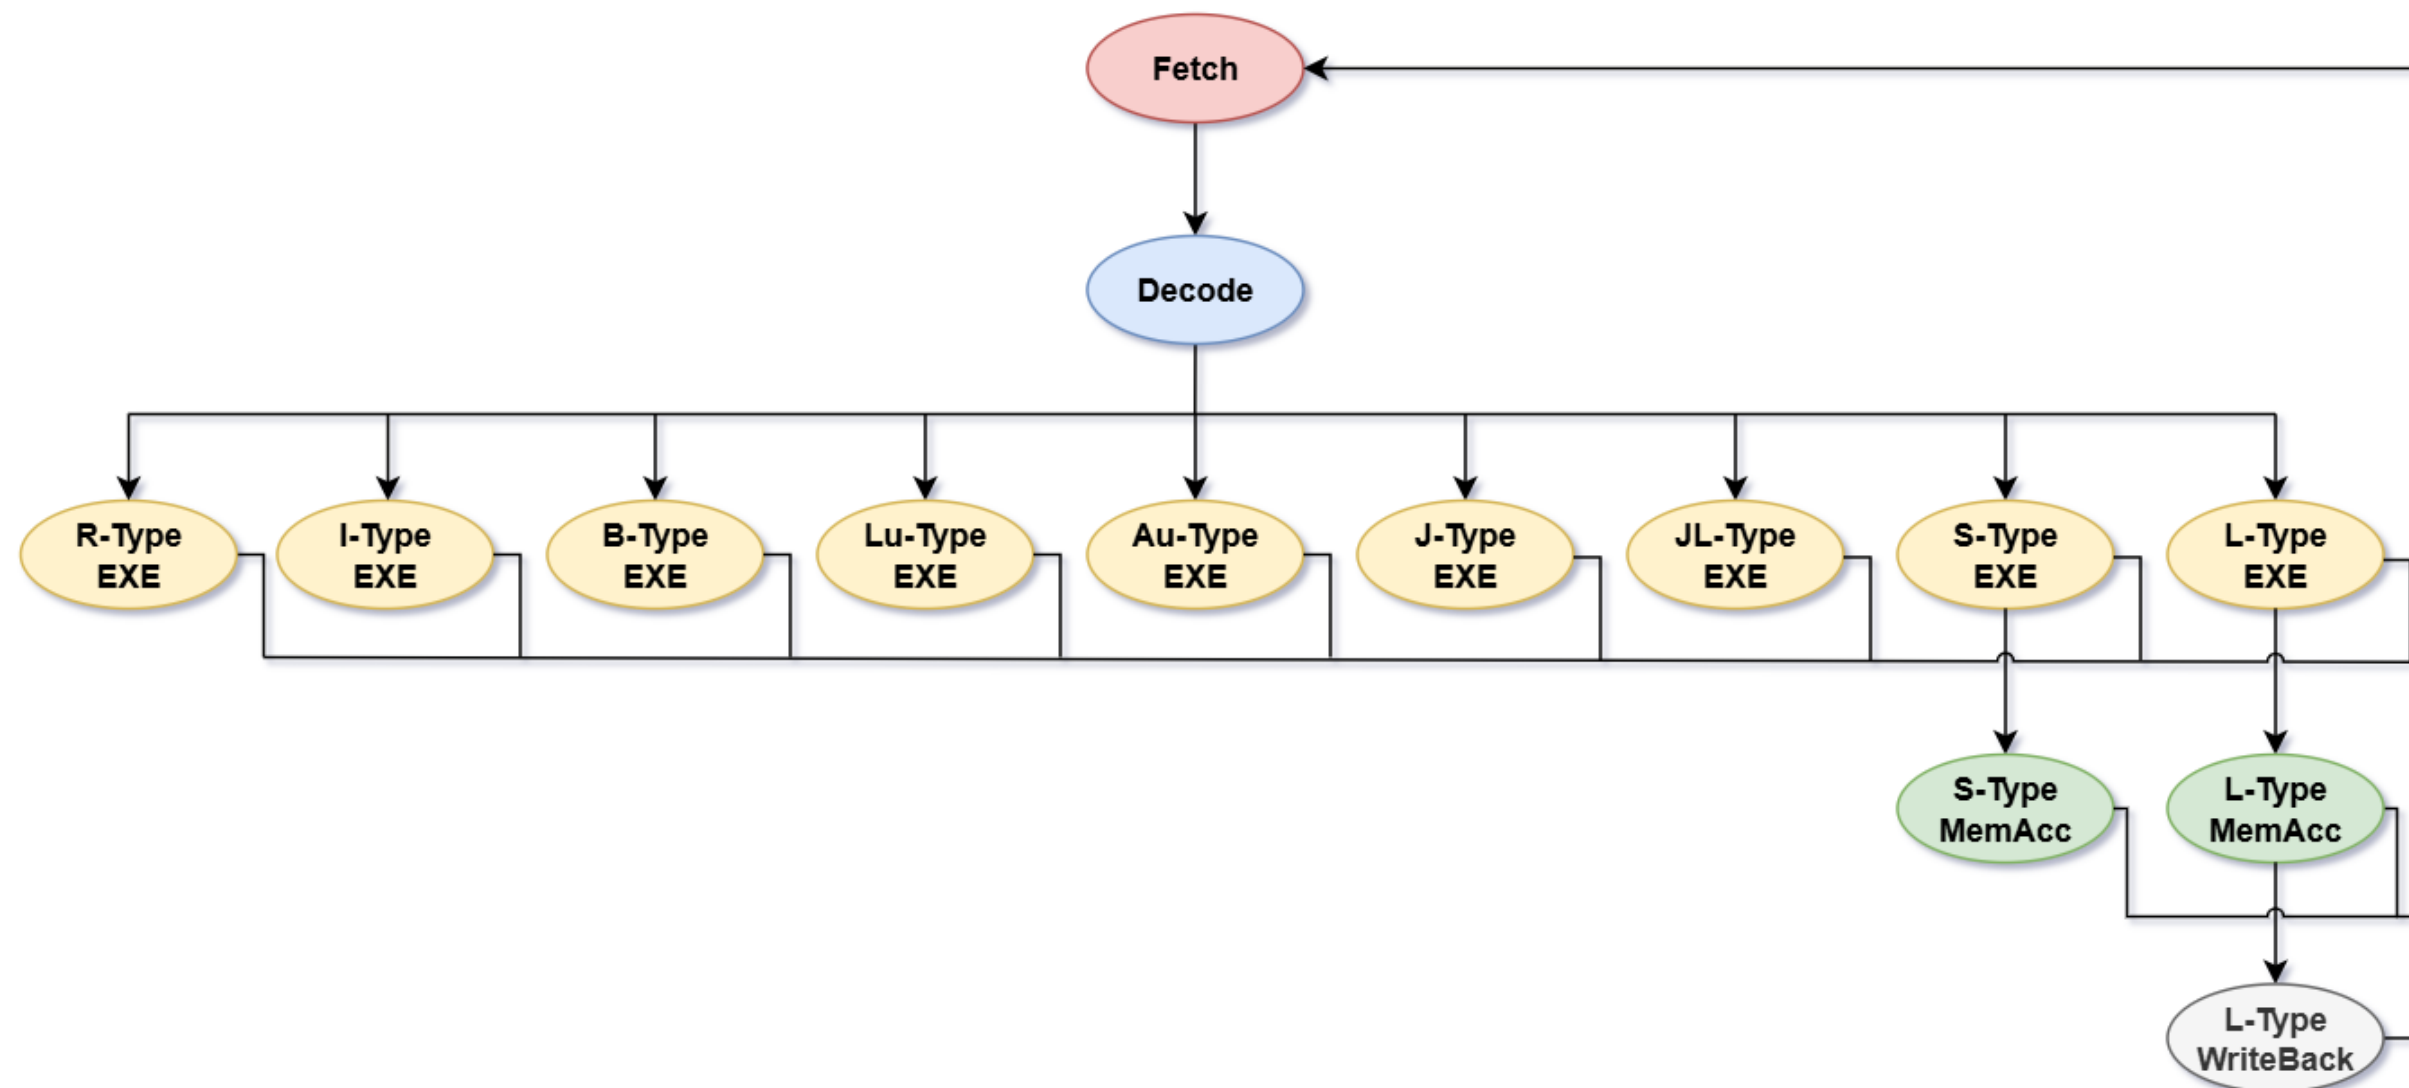 Fetch
Decode
R-Type
EXE
I-Type
EXE
B-Type
EXE
Lu-Type
EXE
Au-Type
EXE
J-Type
EXE
JL-Type
EXE
S-Type
EXE
L-Type
EXE
S-Type
MemAcc
L-Type
MemAcc
L-Type
WriteBack